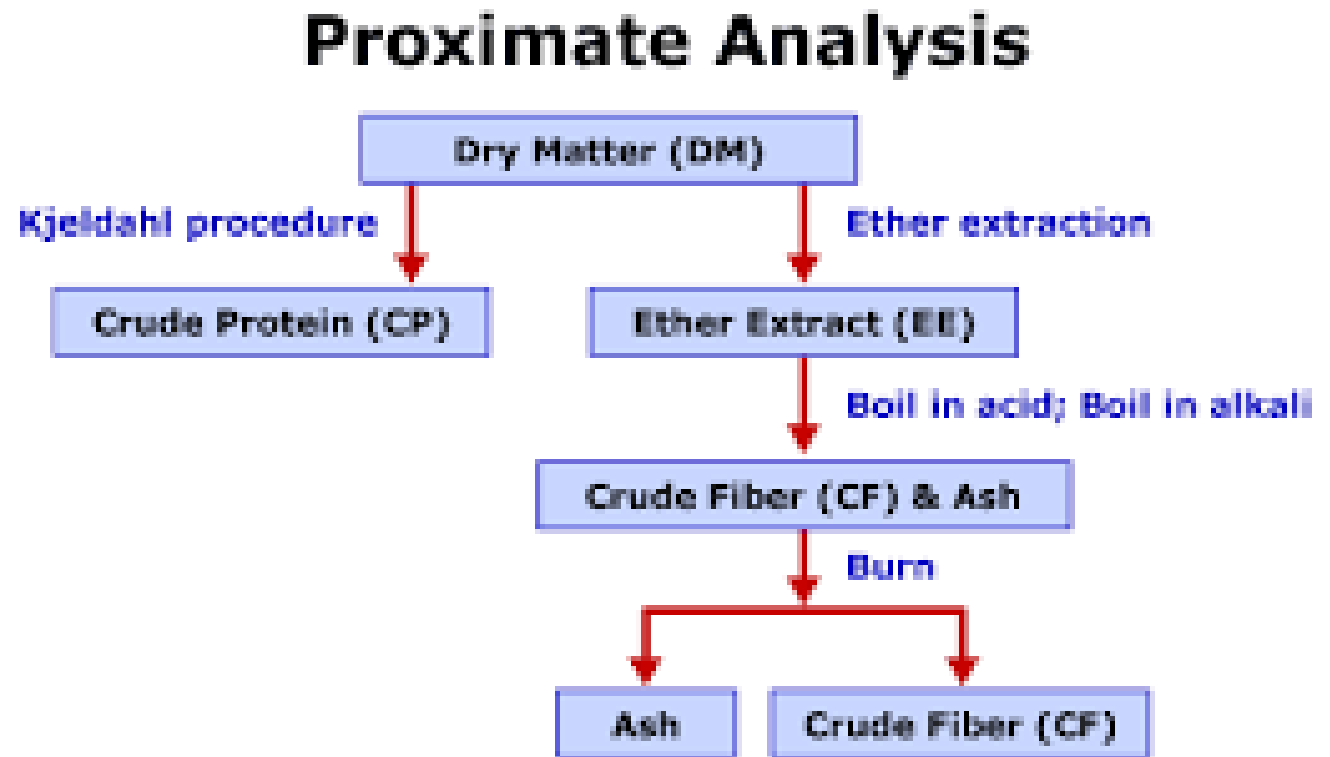 Proximate Analysis
Dry Matter (DM)
Kjeldahl procedure
Ether extraction
Crude Protein (CP)
Ether Extract (EE)
Boil in acid; Boil in alkali
Crude Fiber (CF) & Ash
Burn
Ash
Crude Fiber (CF)